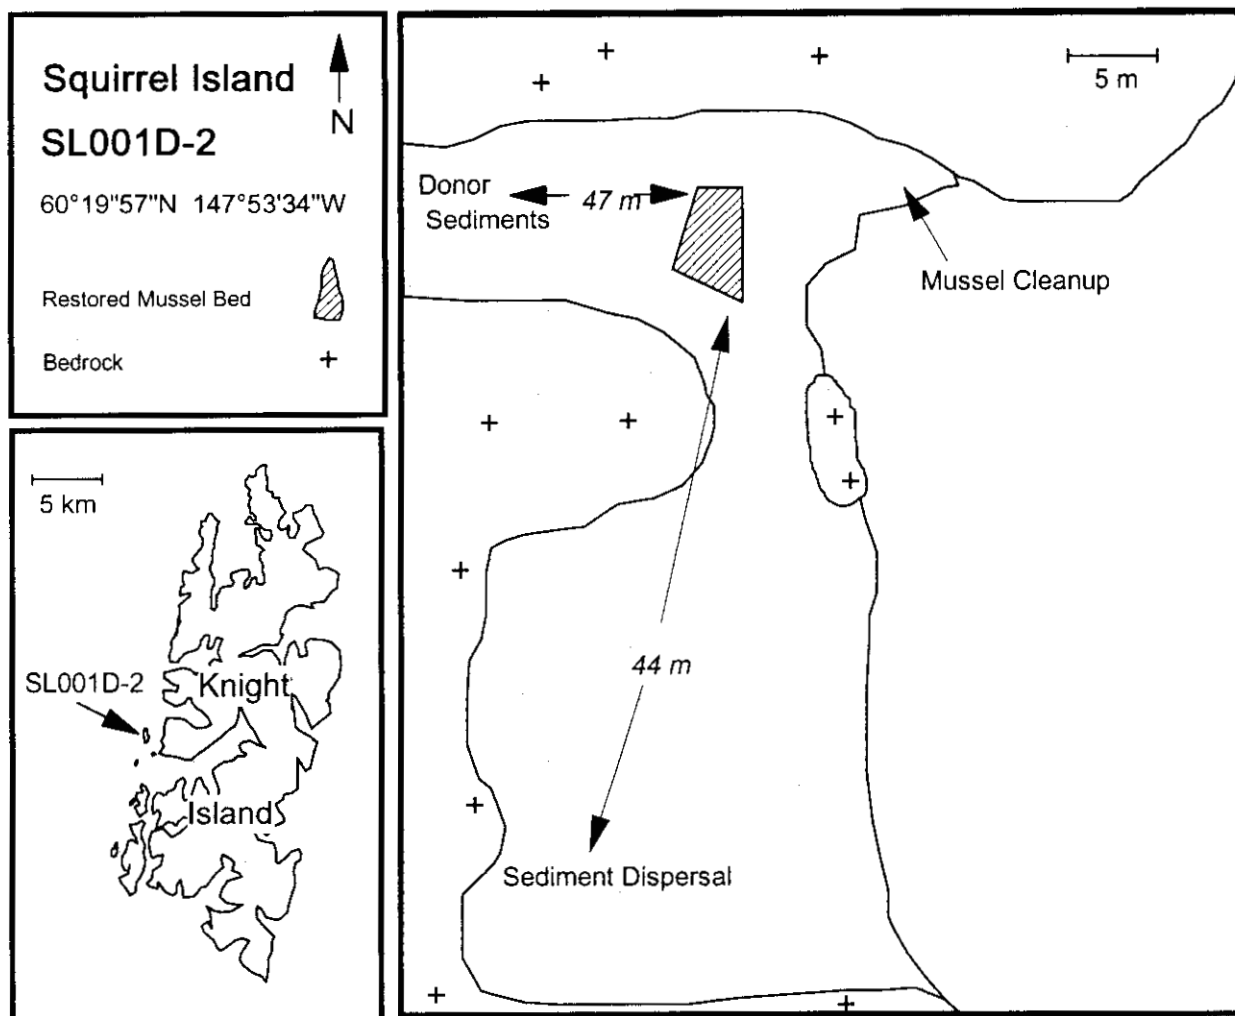 Squirrel Island
N
SL001D-2
60°19"57"N 147°53'34"W
Restored Mussel Bed
Bedrock
5 km
SL001D-2
Knight
Island
5 m
Donor
Sediments
47 m
Mussel Cleanup
44 m
Sediment Dispersal